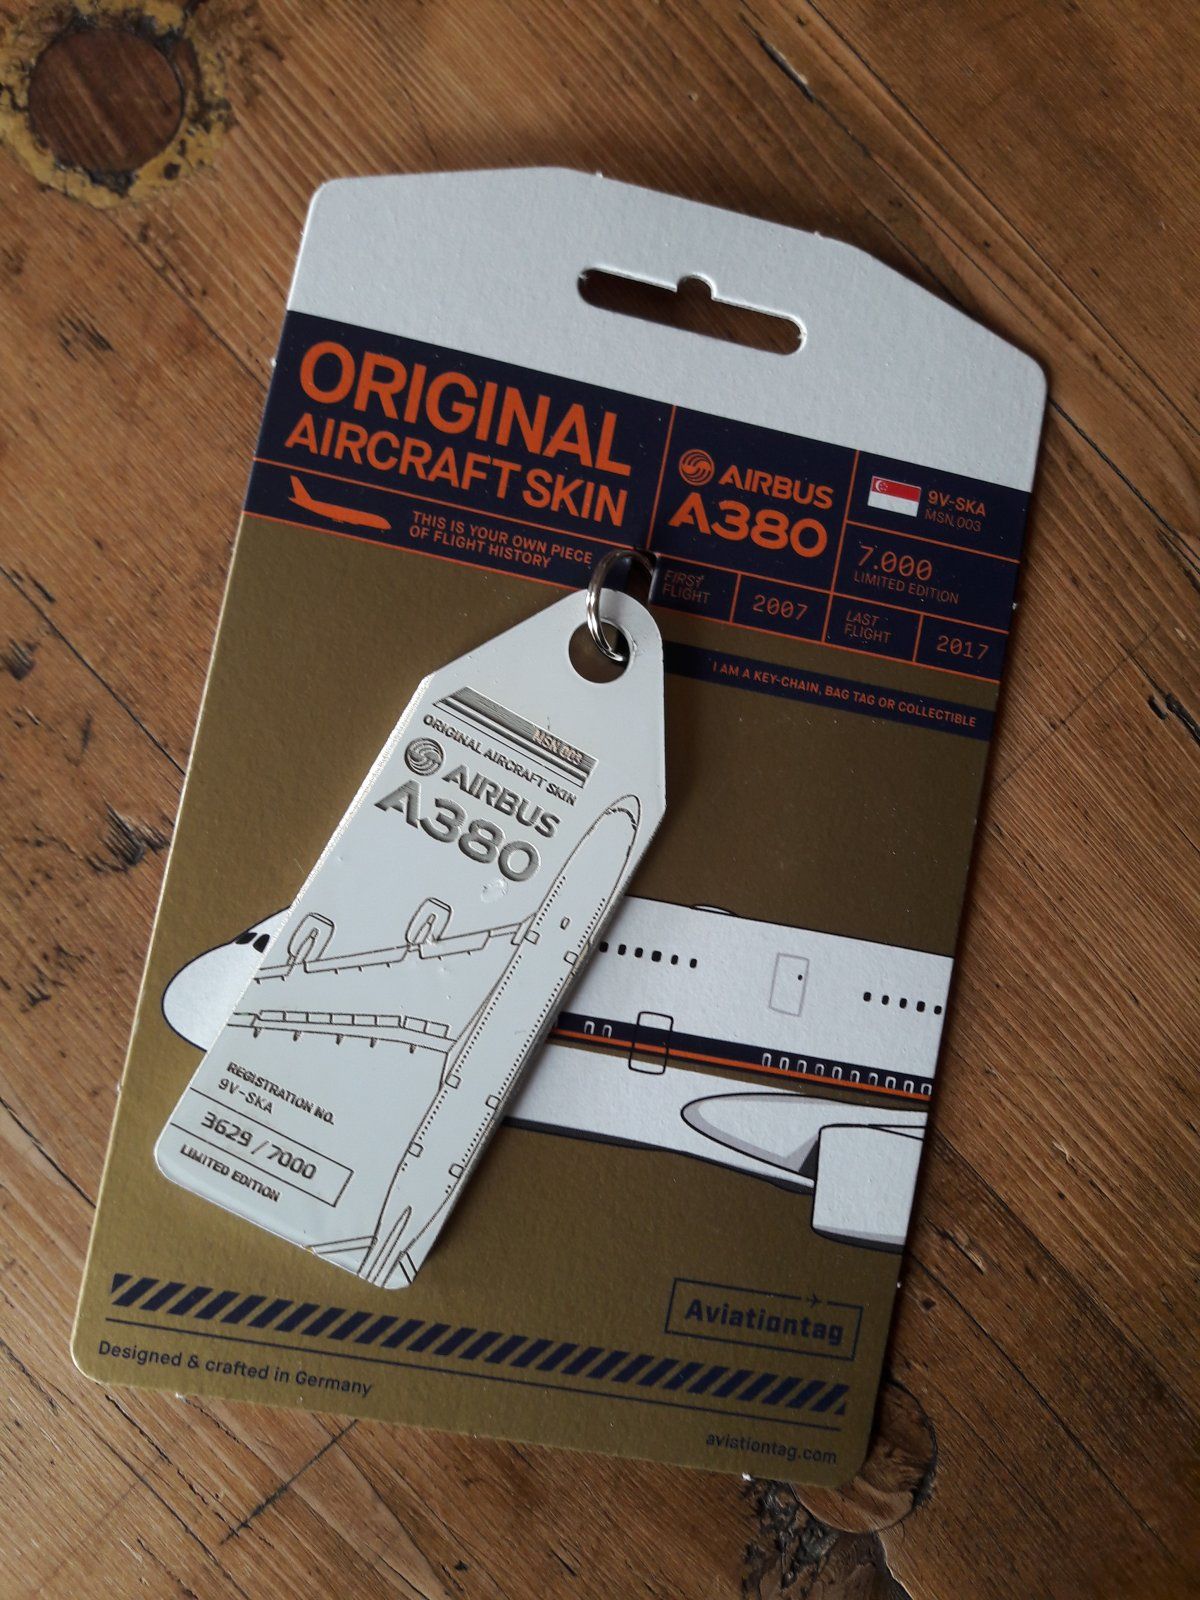 ORIGINAL
AIRCRAFT SKIN
THIS IS YOUR OWN PIECE
OF FLIGHT HISTORY
AIRBUS
A380
9V-SKA
MSN 003
7.000
LIMITED EDITION
FIRST
FLIGHT
2007
LAST
FLIGHT
2017
I AM A KEY-CHAIN, BAG TAG OR COLLECTIBLE
MSN 003
ORIGINAL AIRCRAFT SKIN
AIRBUS
A380
REGISTRATION NO.
9V-SKA
3629 / 7000
LIMITED EDITION
Aviationtag
Designed & crafted in Germany
aviationtag.com